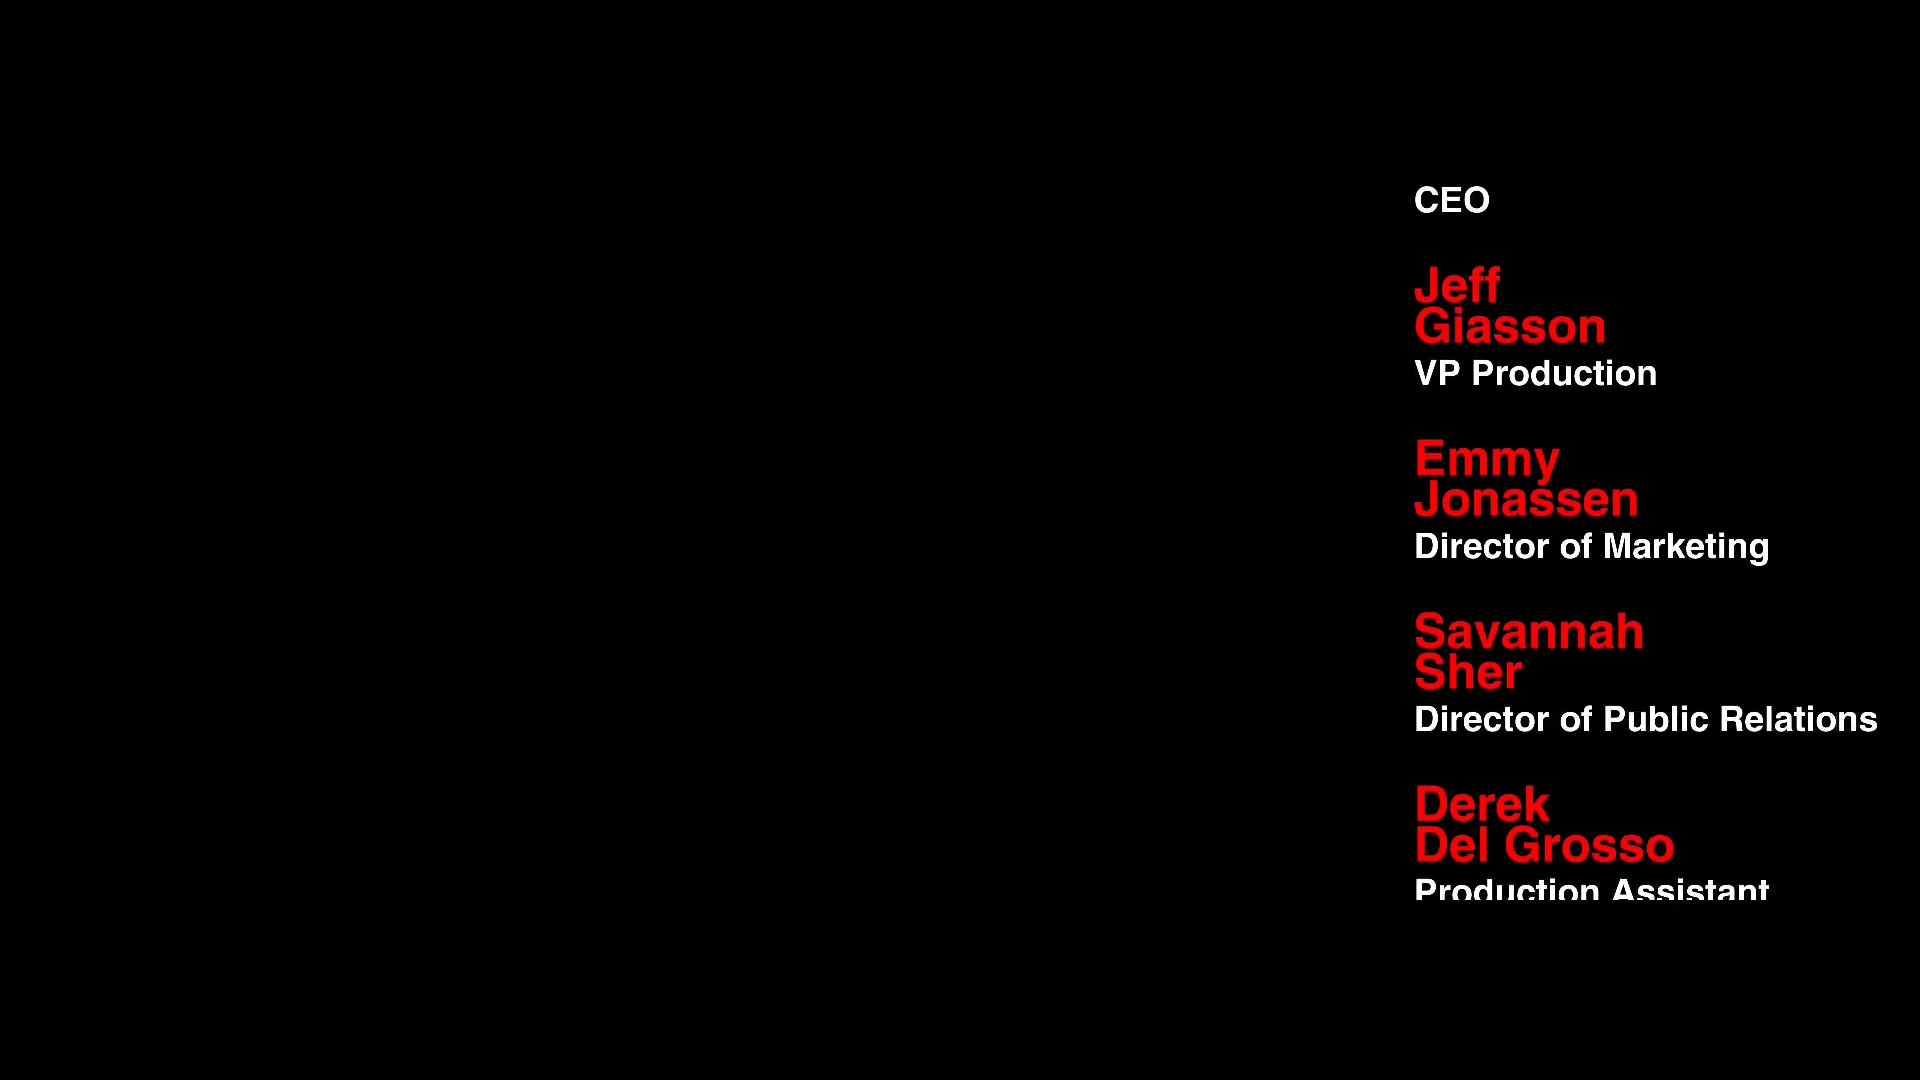 CEO
Jeff
Giasson
VP Production
Emmy
Jonassen
Director of Marketing
Savannah
Sher
Director of Public Relations
Derek
Del Grosso
Production Assistant